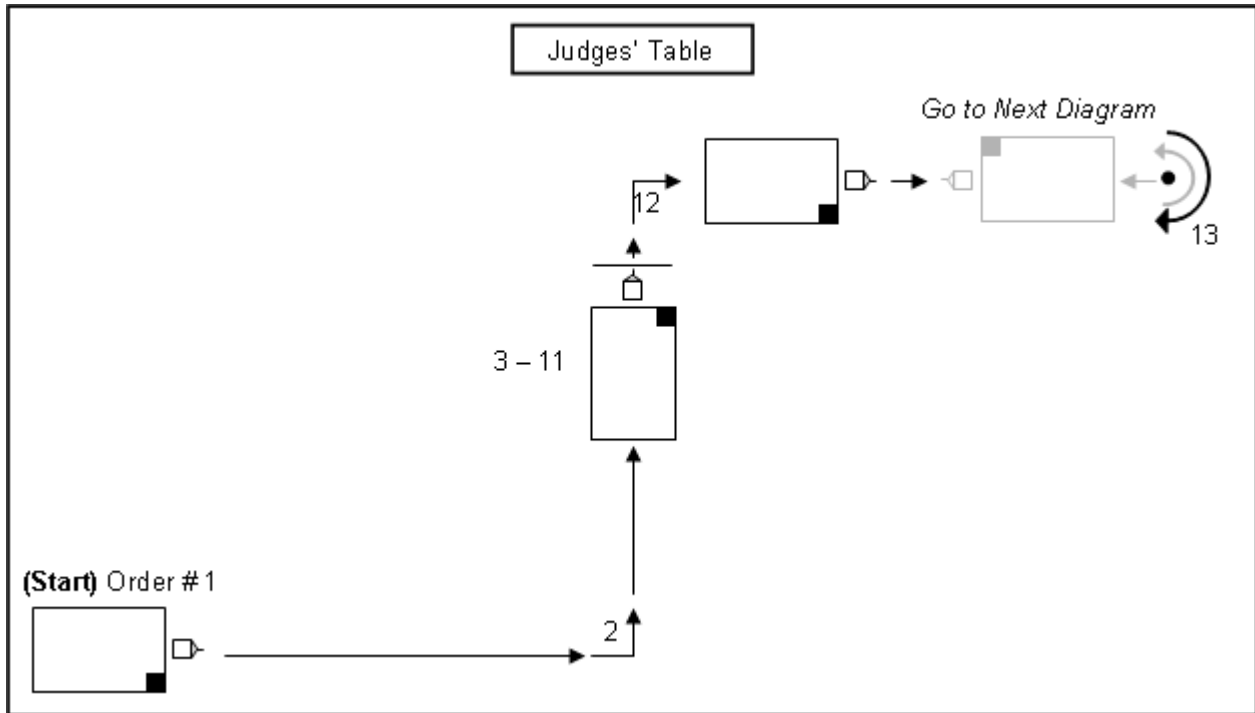 Judges' Table
Go to Next Diagram
12
13
3 – 11
(Start) Order # 1
2